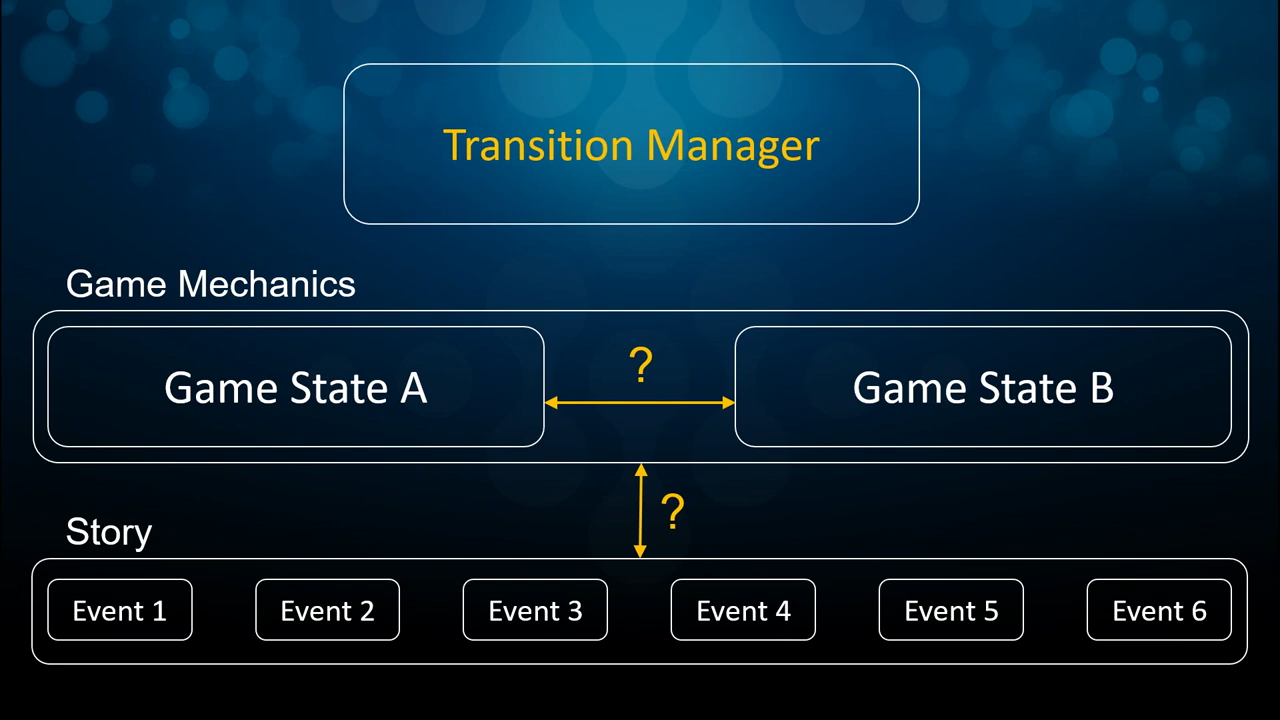 Transition Manager
Game Mechanics
Game State A
?
Game State B
?
Story
Event 1
Event 2
Event 3
Event 4
Event 5
Event 6